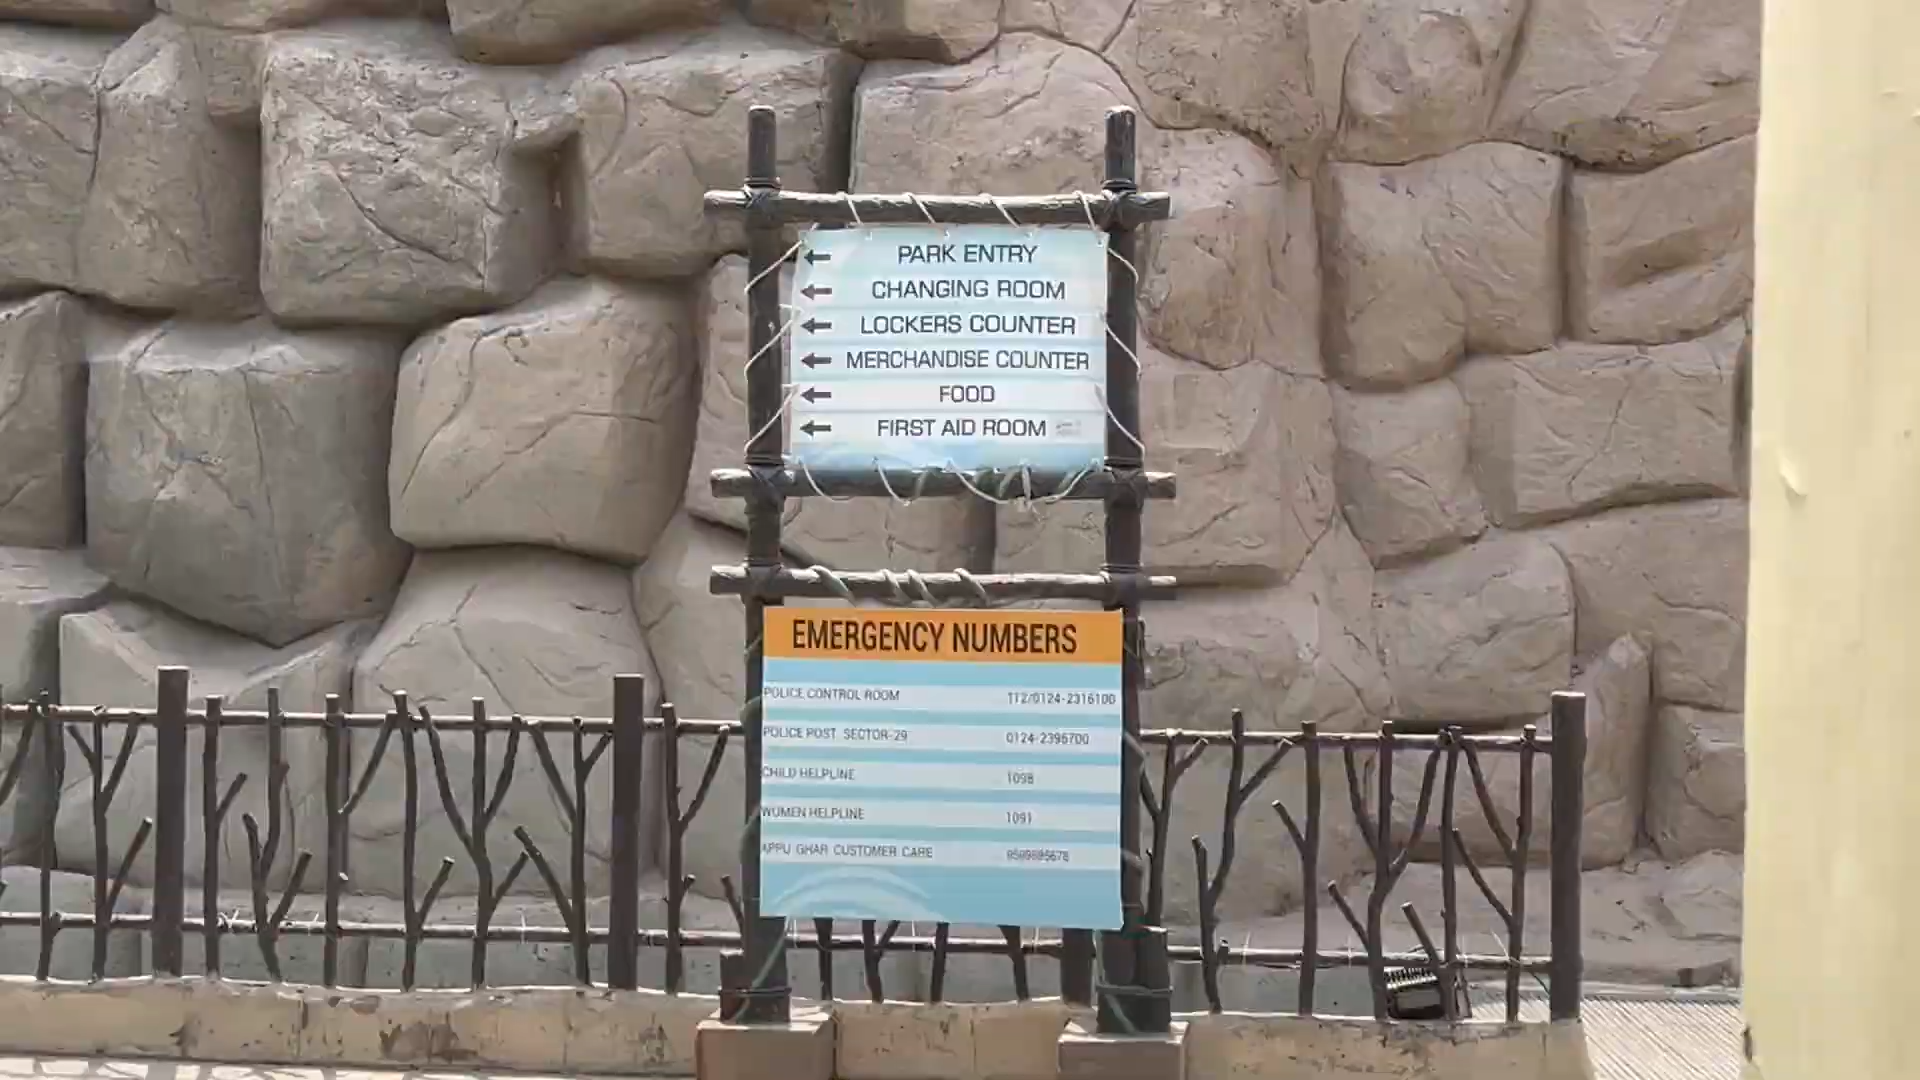 PARK ENTRY
CHANGING ROOM
LOCKERS COUNTER
MERCHANDISE COUNTER
FOOD
FIRST AID ROOM
EMERGENCY NUMBERS
POLICE CONTROL ROOM 112/0124-2316100
POLICE POST SECTOR-29 0124-2396700
CHILD HELPLINE 1098
WOMEN HELPLINE 1091
APPU GHAR CUSTOMER CARE